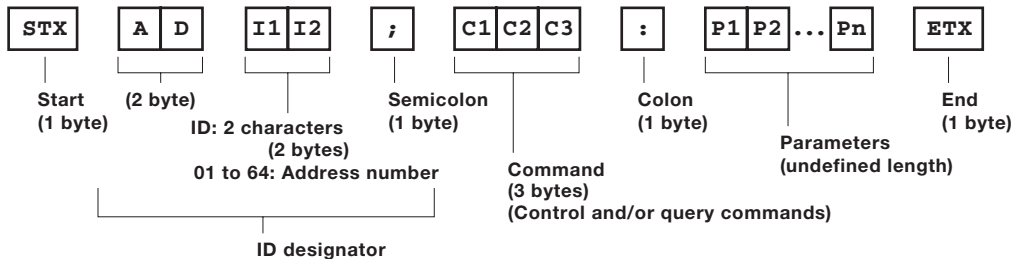 STX A D I1 I2 ; C1 C2 C3 : P1 P2 ... Pn ETX
Start (2 byte) Semicolon Colon End
(1 byte) (1 byte) (1 byte) (1 byte)
ID: 2 characters
(2 bytes)
01 to 64: Address number
Parameters
(undefined length)
Command
(3 bytes)
(Control and/or query commands)
ID designator